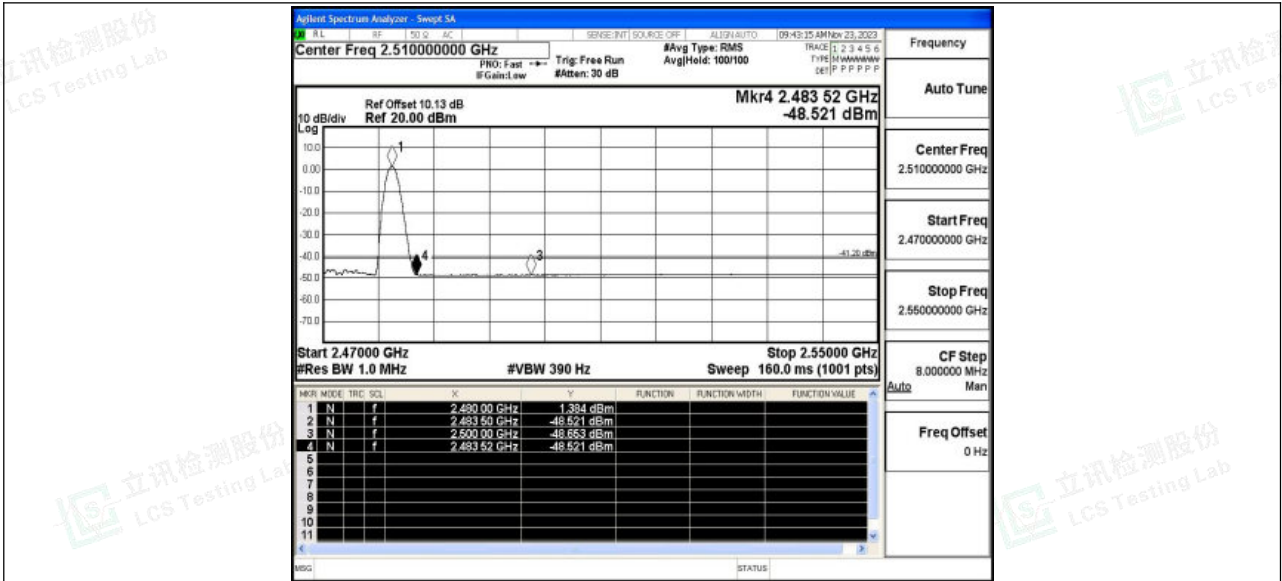 Agilent Spectrum Analyzer - Swept SA
RL RF 50 Ω AC SENSE:INT SOURCE OFF ALIGN AUTO 09:43:15 AM Nov 23, 2023
Center Freq 2.510000000 GHz
PNO: Fast
IFGain:Low
Trig: Free Run
#Atten: 30 dB
#Avg Type: RMS
Avg|Hold: 100/100
TRACE 1 2 3 4 5 6
TYPE M WWWWW
DET P P P P P P
Ref Offset 10.13 dB
Ref 20.00 dBm
10 dB/div
Log
Mkr4 2.483 52 GHz
-48.521 dBm
10.0
0.00
-10.0
-20.0
-30.0
-40.0
-50.0
-60.0
-70.0
1
4
3
-41.20 dBm
Start 2.47000 GHz
Stop 2.55000 GHz
#Res BW 1.0 MHz
#VBW 390 Hz
Sweep 160.0 ms (1001 pts)
MKR MODE TRC SCL X Y FUNCTION FUNCTION WIDTH FUNCTION VALUE
1 N f 2.480 00 GHz 1.384 dBm
2 N f 2.483 50 GHz -48.521 dBm
3 N f 2.500 00 GHz -48.653 dBm
4 N f 2.483 52 GHz -48.521 dBm
5
6
7
8
9
10
11
MSG
STATUS
Frequency
Auto Tune
Center Freq
2.510000000 GHz
Start Freq
2.470000000 GHz
Stop Freq
2.550000000 GHz
CF Step
8.000000 MHz
Auto Man
Freq Offset
0 Hz
立讯检测股份
LCS Testing Lab
立讯检
LCS Tes
立讯检测股份
LCS Testing Lab
立讯检测股份
LCS Testing Lab